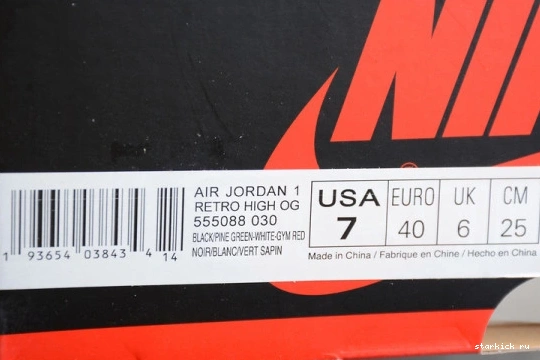 NIKE
AIR JORDAN 1
RETRO HIGH OG
555088 030
BLACK/PINE GREEN-WHITE-GYM RED
NOIR/BLANC/VERT SAPIN
USA EURO UK CM
7 40 6 25
Made in China / Fabrique en Chine / Hecho en China
1 93654 03843 4 14
starkick.ru